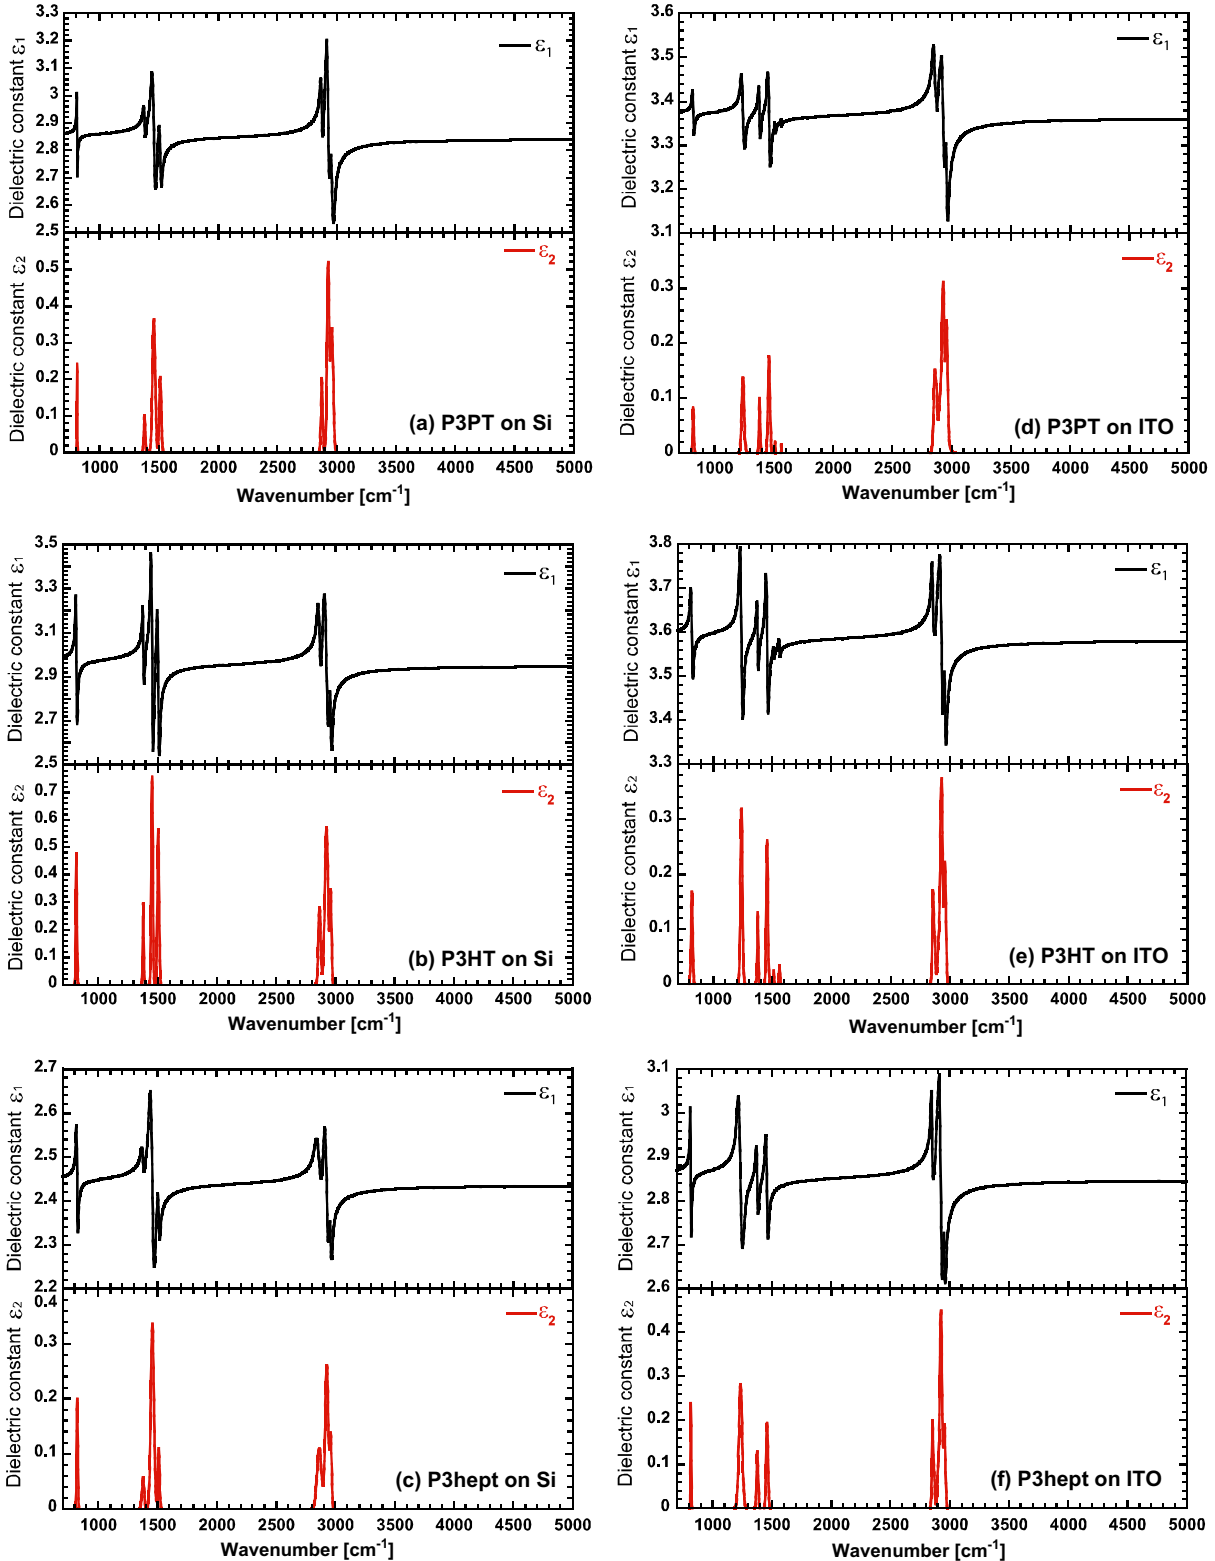 3.3
3.2
3.1
3
2.9
2.8
2.7
2.6
2.5
Dielectric constant ε1
ε1
0.5
0.4
0.3
0.2
0.1
0
Dielectric constant ε2
ε2
(a) P3PT on Si
1000 1500 2000 2500 3000 3500 4000 4500 5000
Wavenumber [cm-1]
3.6
3.5
3.4
3.3
3.2
3.1
Dielectric constant ε1
ε1
0.3
0.2
0.1
0
Dielectric constant ε2
ε2
(d) P3PT on ITO
1000 1500 2000 2500 3000 3500 4000 4500 5000
Wavenumber [cm-1]
3.5
3.3
3.1
2.9
2.7
2.5
Dielectric constant ε1
ε1
0.7
0.6
0.5
0.4
0.3
0.2
0.1
0
Dielectric constant ε2
ε2
(b) P3HT on Si
1000 1500 2000 2500 3000 3500 4000 4500 5000
Wavenumber [cm-1]
3.8
3.7
3.6
3.5
3.4
3.3
Dielectric constant ε1
ε1
0.3
0.2
0.1
0
Dielectric constant ε2
ε2
(e) P3HT on ITO
1000 1500 2000 2500 3000 3500 4000 4500 5000
Wavenumber [cm-1]
2.7
2.6
2.5
2.4
2.3
2.2
Dielectric constant ε1
ε1
0.4
0.3
0.2
0.1
0
Dielectric constant ε2
ε2
(c) P3hept on Si
1000 1500 2000 2500 3000 3500 4000 4500 5000
Wavenumber [cm-1]
3.1
3
2.9
2.8
2.7
2.6
Dielectric constant ε1
ε1
0.4
0.3
0.2
0.1
0
Dielectric constant ε2
ε2
(f) P3hept on ITO
1000 1500 2000 2500 3000 3500 4000 4500 5000
Wavenumber [cm-1]